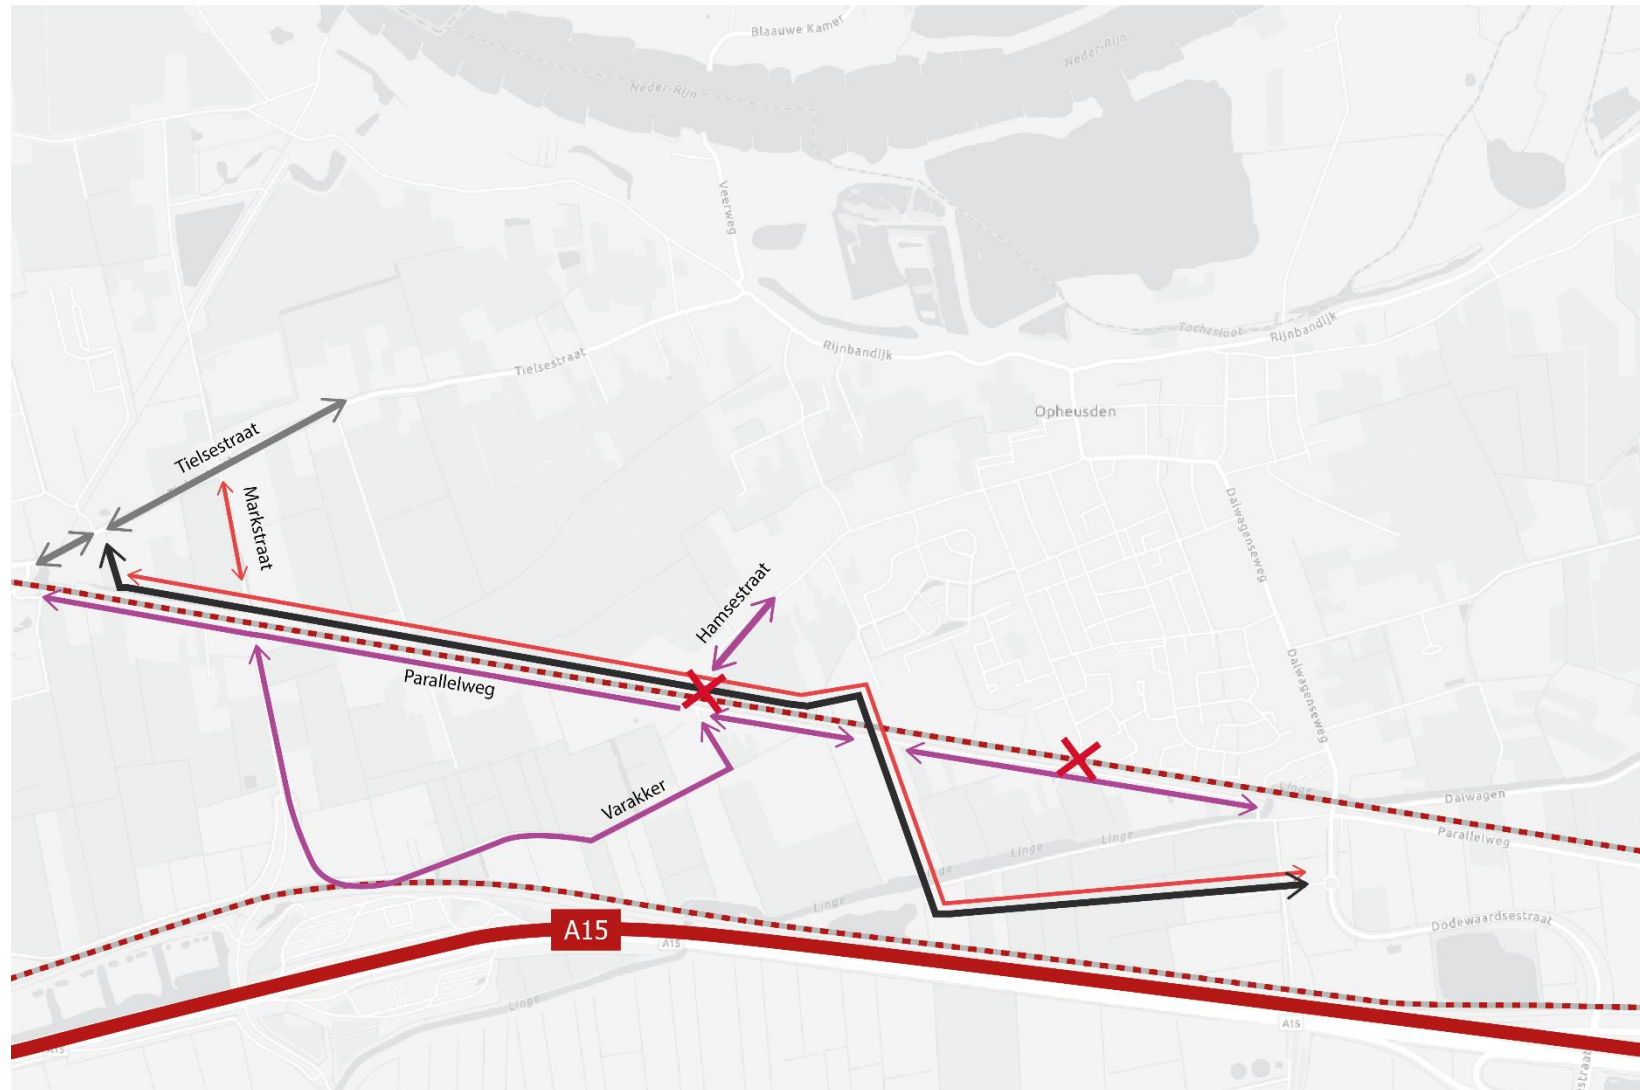 Blaauwe Kamer
Neder-Rijn
Neder-Rijn
Veerweg
Tochtsloot
Rijnbandijk
Rijnbandijk
Tielsestraat
Opheusden
Tielsestraat
Markstraat
Dalwagenseweg
Hamsestraat
Parallelweg
Dalwagenseweg
Varakker
Linge
Dalwagen
Parallelweg
Linge
Linge
Linge
A15
A15
Dodewaardsestraat
Linge
A15
A15